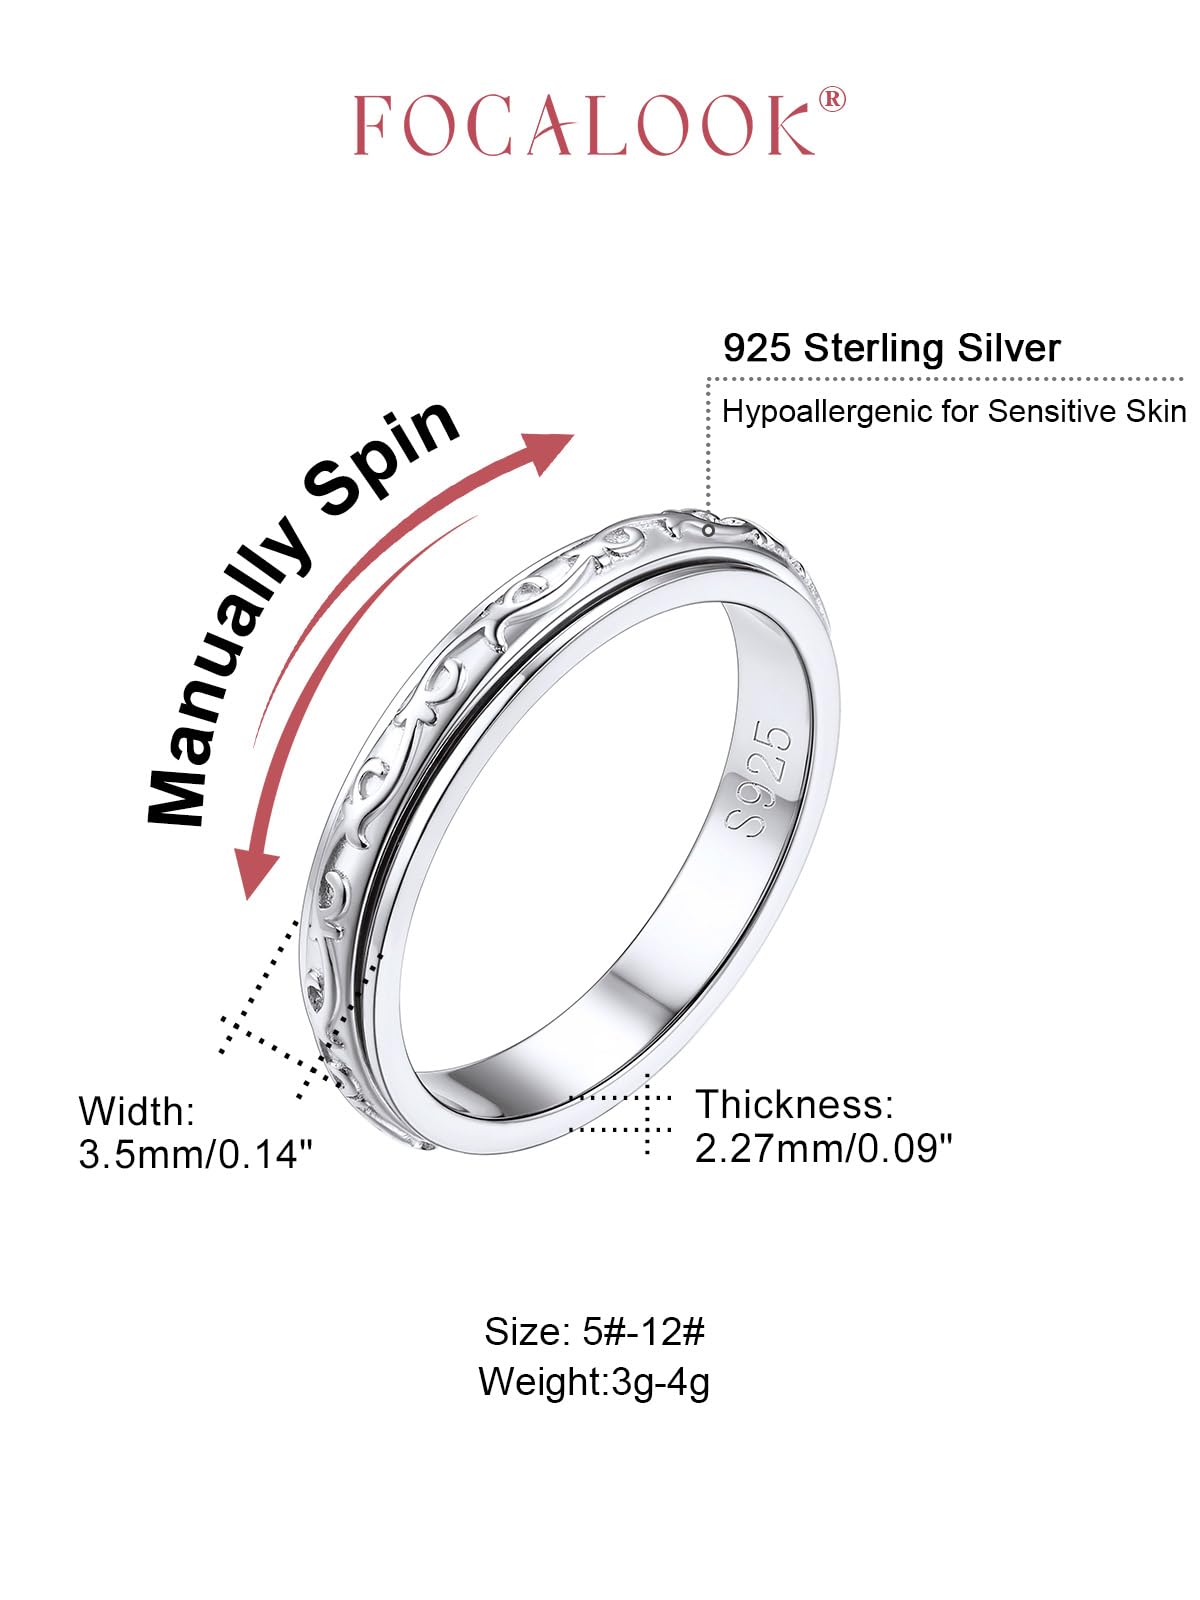 FOCALOOK®
925 Sterling Silver
Hypoallergenic for Sensitive Skin
Manually Spin
S925
Width:
3.5mm/0.14"
Thickness:
2.27mm/0.09"
Size: 5#-12#
Weight:3g-4g